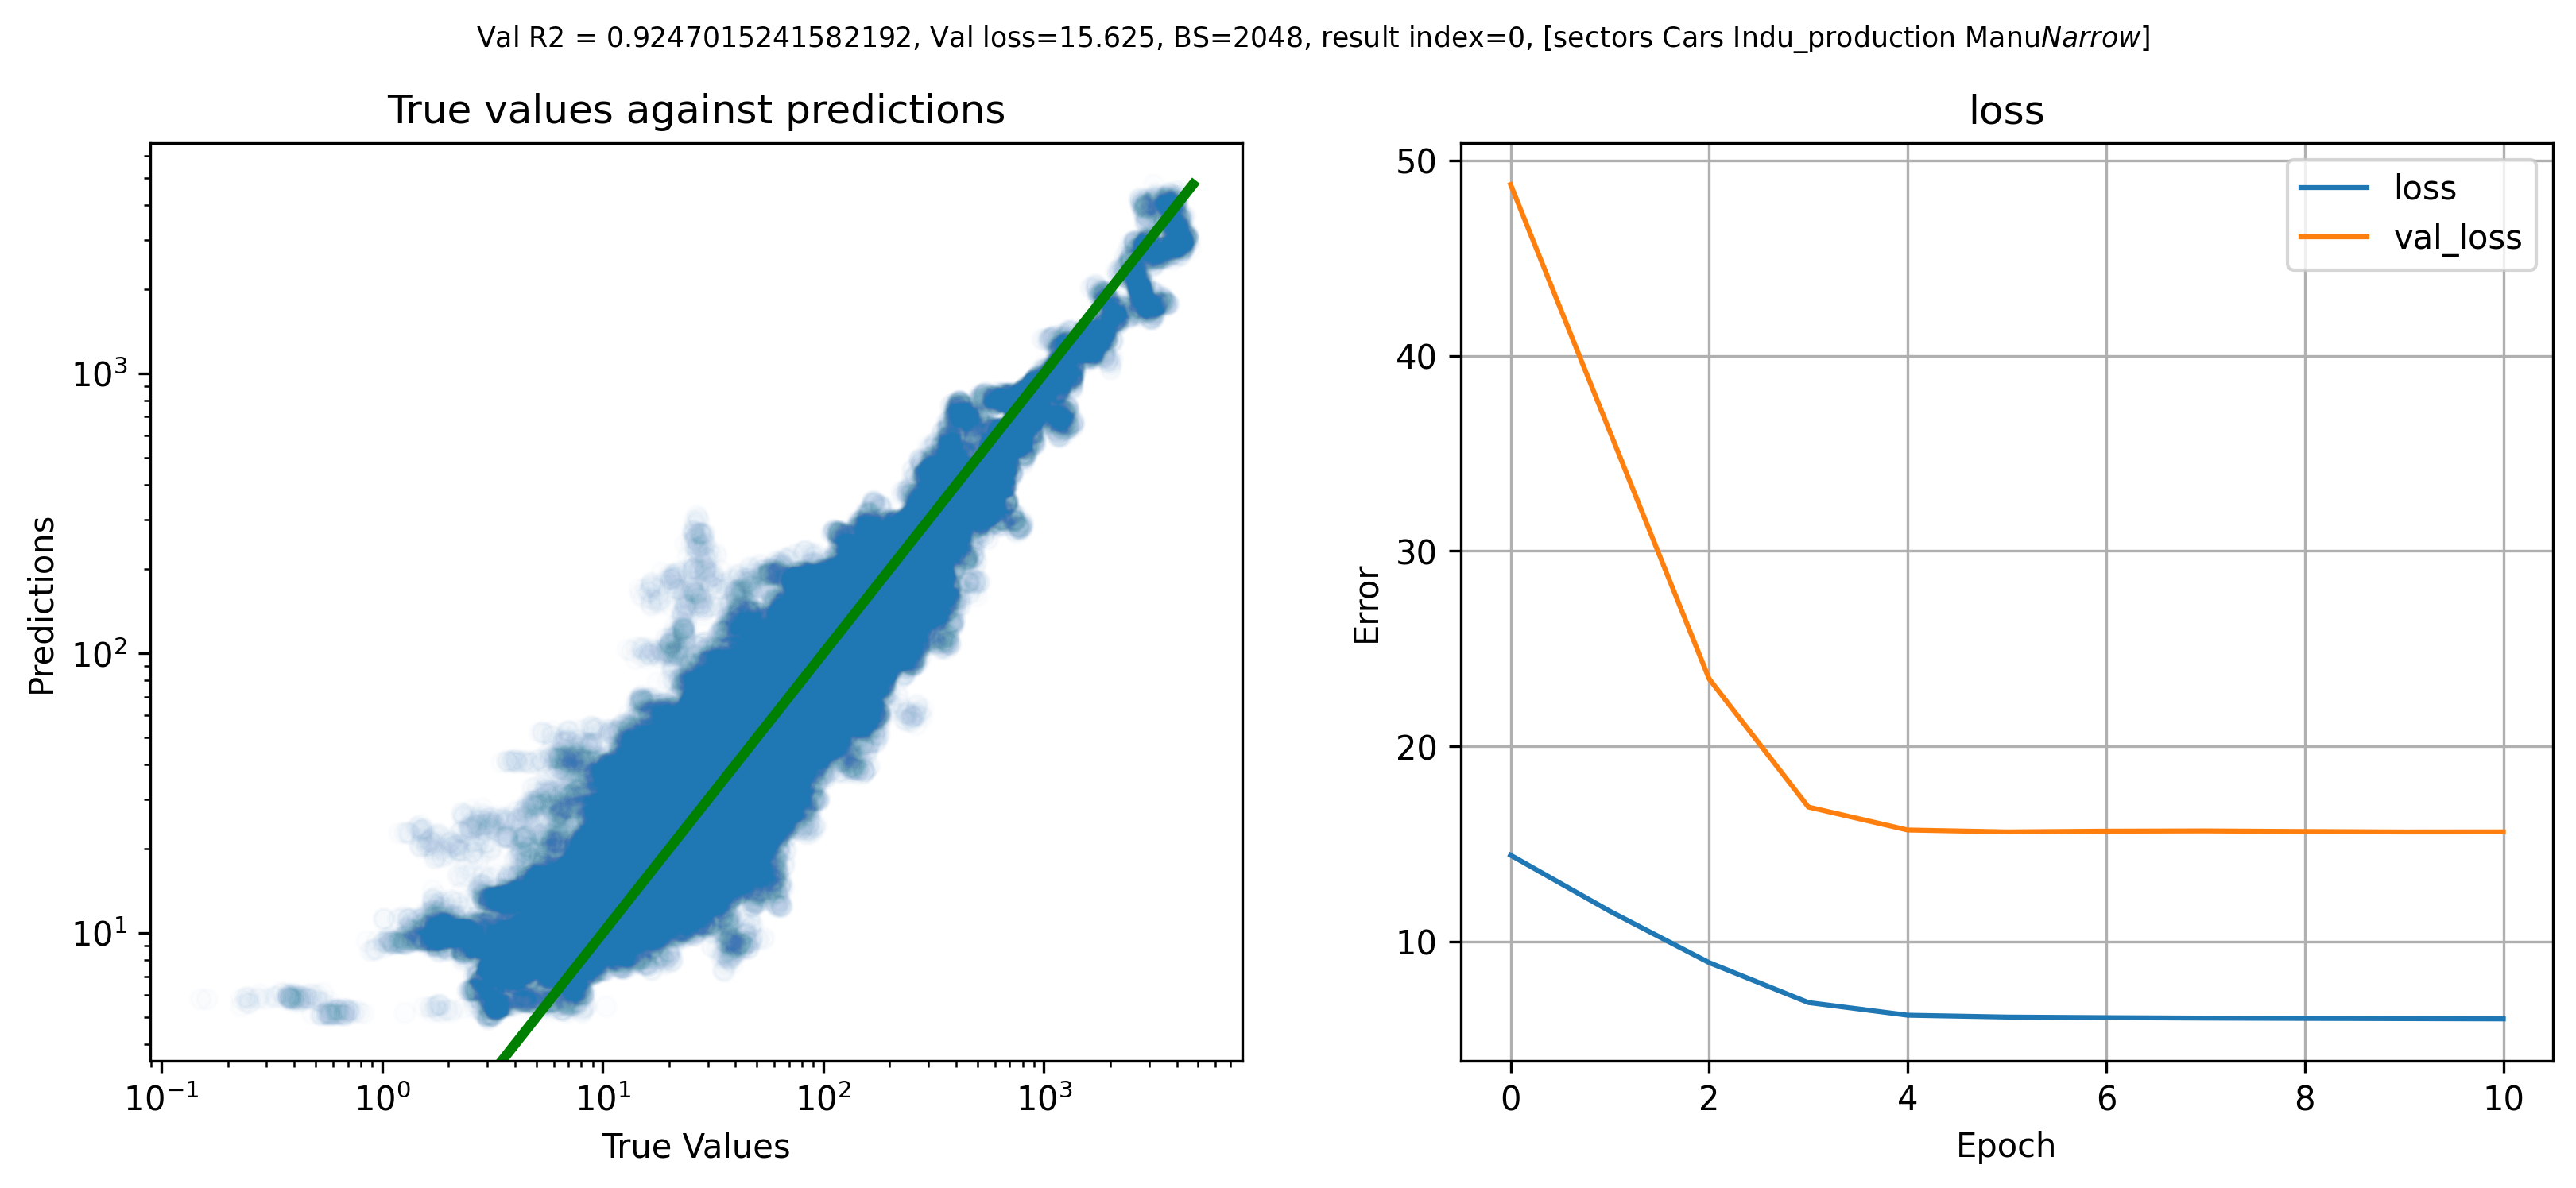 Val R2 = 0.9247015241582192, Val loss=15.625, BS=2048, result index=0, [sectors Cars Indu_production ManuNarrow]
True values against predictions
Predictions
10³
10²
10¹
10⁻¹ 10⁰ 10¹ 10² 10³
True Values
loss
Error
50
40
30
20
10
0 2 4 6 8 10
Epoch
loss
val_loss